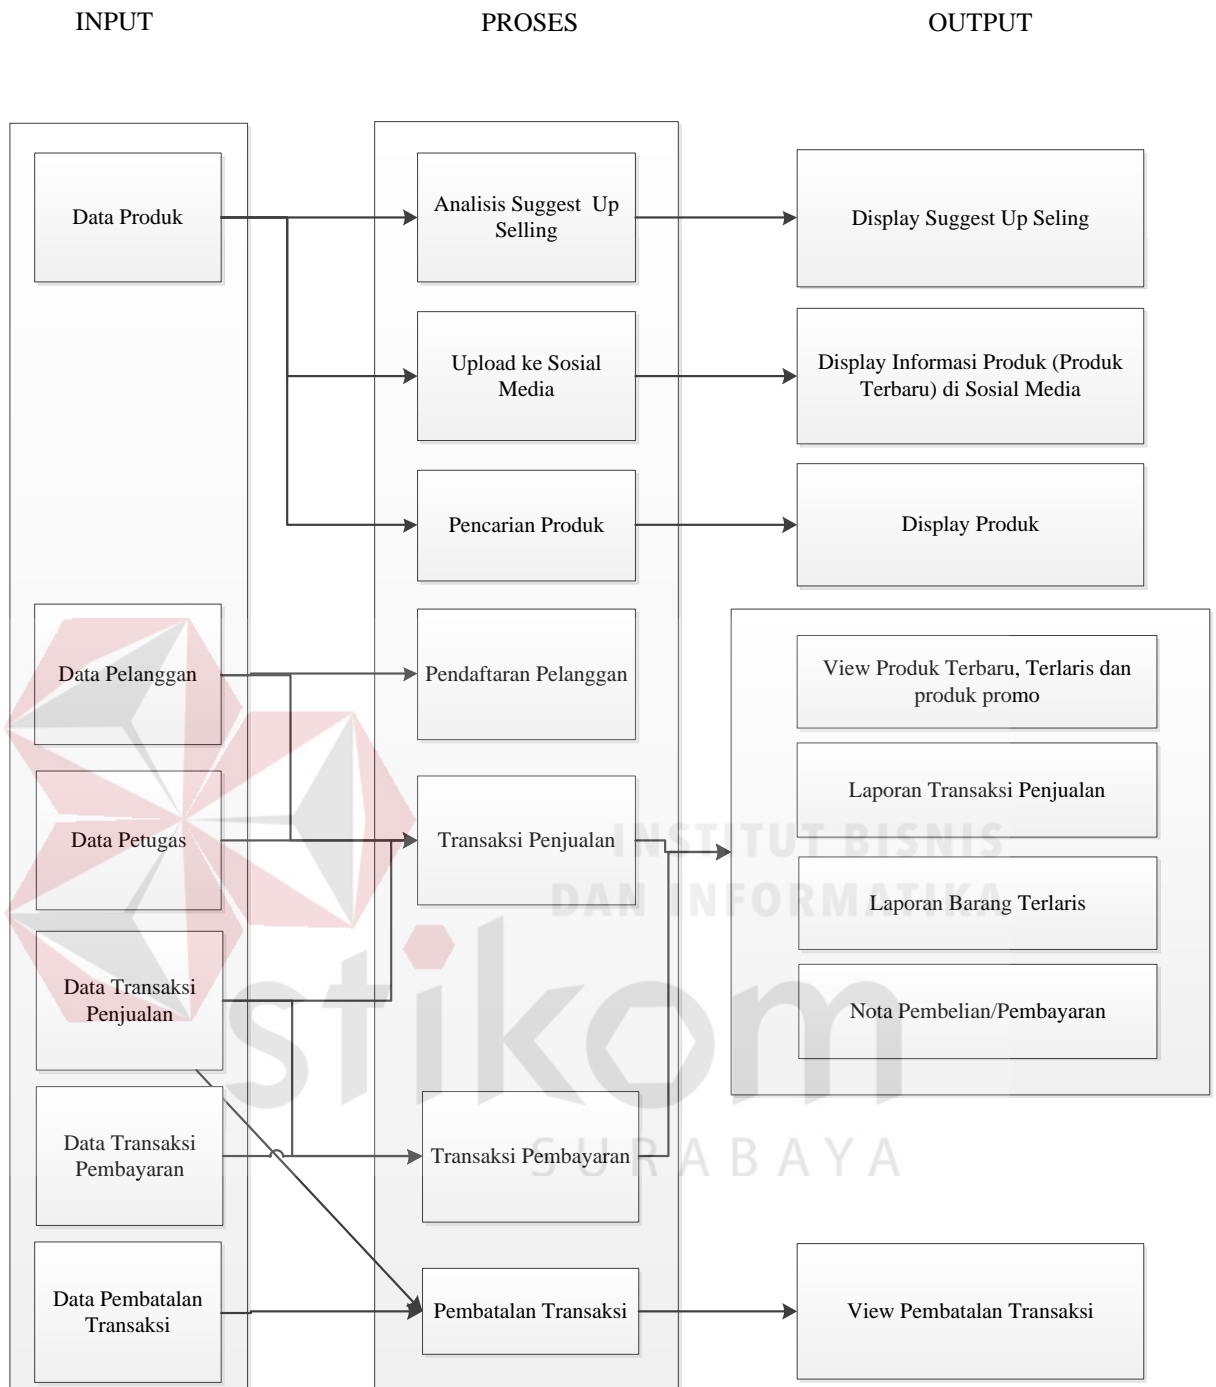 INPUT
PROSES
OUTPUT
Data Produk
Analisis Suggest Up
Selling
Display Suggest Up Seling
Upload ke Sosial
Media
Display Informasi Produk (Produk
Terbaru) di Sosial Media
Pencarian Produk
Display Produk
Data Pelanggan
Pendaftaran Pelanggan
View Produk Terbaru, Terlaris dan
produk promo
Data Petugas
Transaksi Penjualan
Laporan Transaksi Penjualan
INSTITUT BISNIS
DAN INFORMATIKA
Laporan Barang Terlaris
Data Transaksi
Penjualan
Nota Pembelian/Pembayaran
stikom
SURABAYA
Data Transaksi
Pembayaran
Transaksi Pembayaran
Data Pembatalan
Transaksi
Pembatalan Transaksi
View Pembatalan Transaksi